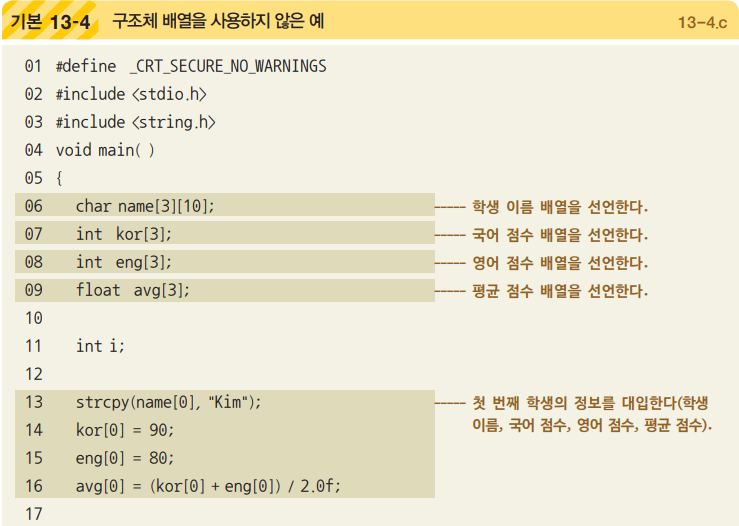 기본 13-4 구조체 배열을 사용하지 않은 예 13-4.c
01 #define _CRT_SECURE_NO_WARNINGS
02 #include <stdio.h>
03 #include <string.h>
04 void main( )
05 {
06 char name[3][10]; ----- 학생 이름 배열을 선언한다.
07 int kor[3]; ----- 국어 점수 배열을 선언한다.
08 int eng[3]; ----- 영어 점수 배열을 선언한다.
09 float avg[3]; ----- 평균 점수 배열을 선언한다.
10
11 int i;
12
13 strcpy(name[0], "Kim"); ----- 첫 번째 학생의 정보를 대입한다(학생
이름, 국어 점수, 영어 점수, 평균 점수).
14 kor[0] = 90;
15 eng[0] = 80;
16 avg[0] = (kor[0] + eng[0]) / 2.0f;
17